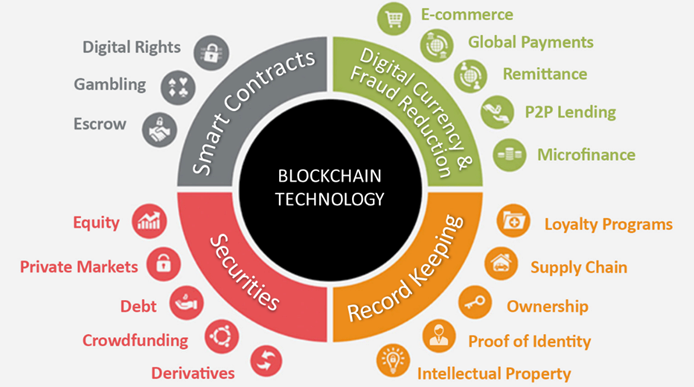 E-commerce
Digital Rights
Global Payments
Gambling
Remittance
Escrow
P2P Lending
Microfinance
Smart Contracts
Digital Currency &
Fraud Reduction
BLOCKCHAIN
TECHNOLOGY
Securities
Record Keeping
Equity
Loyalty Programs
Private Markets
Supply Chain
Debt
Ownership
Crowdfunding
Proof of Identity
Derivatives
Intellectual Property